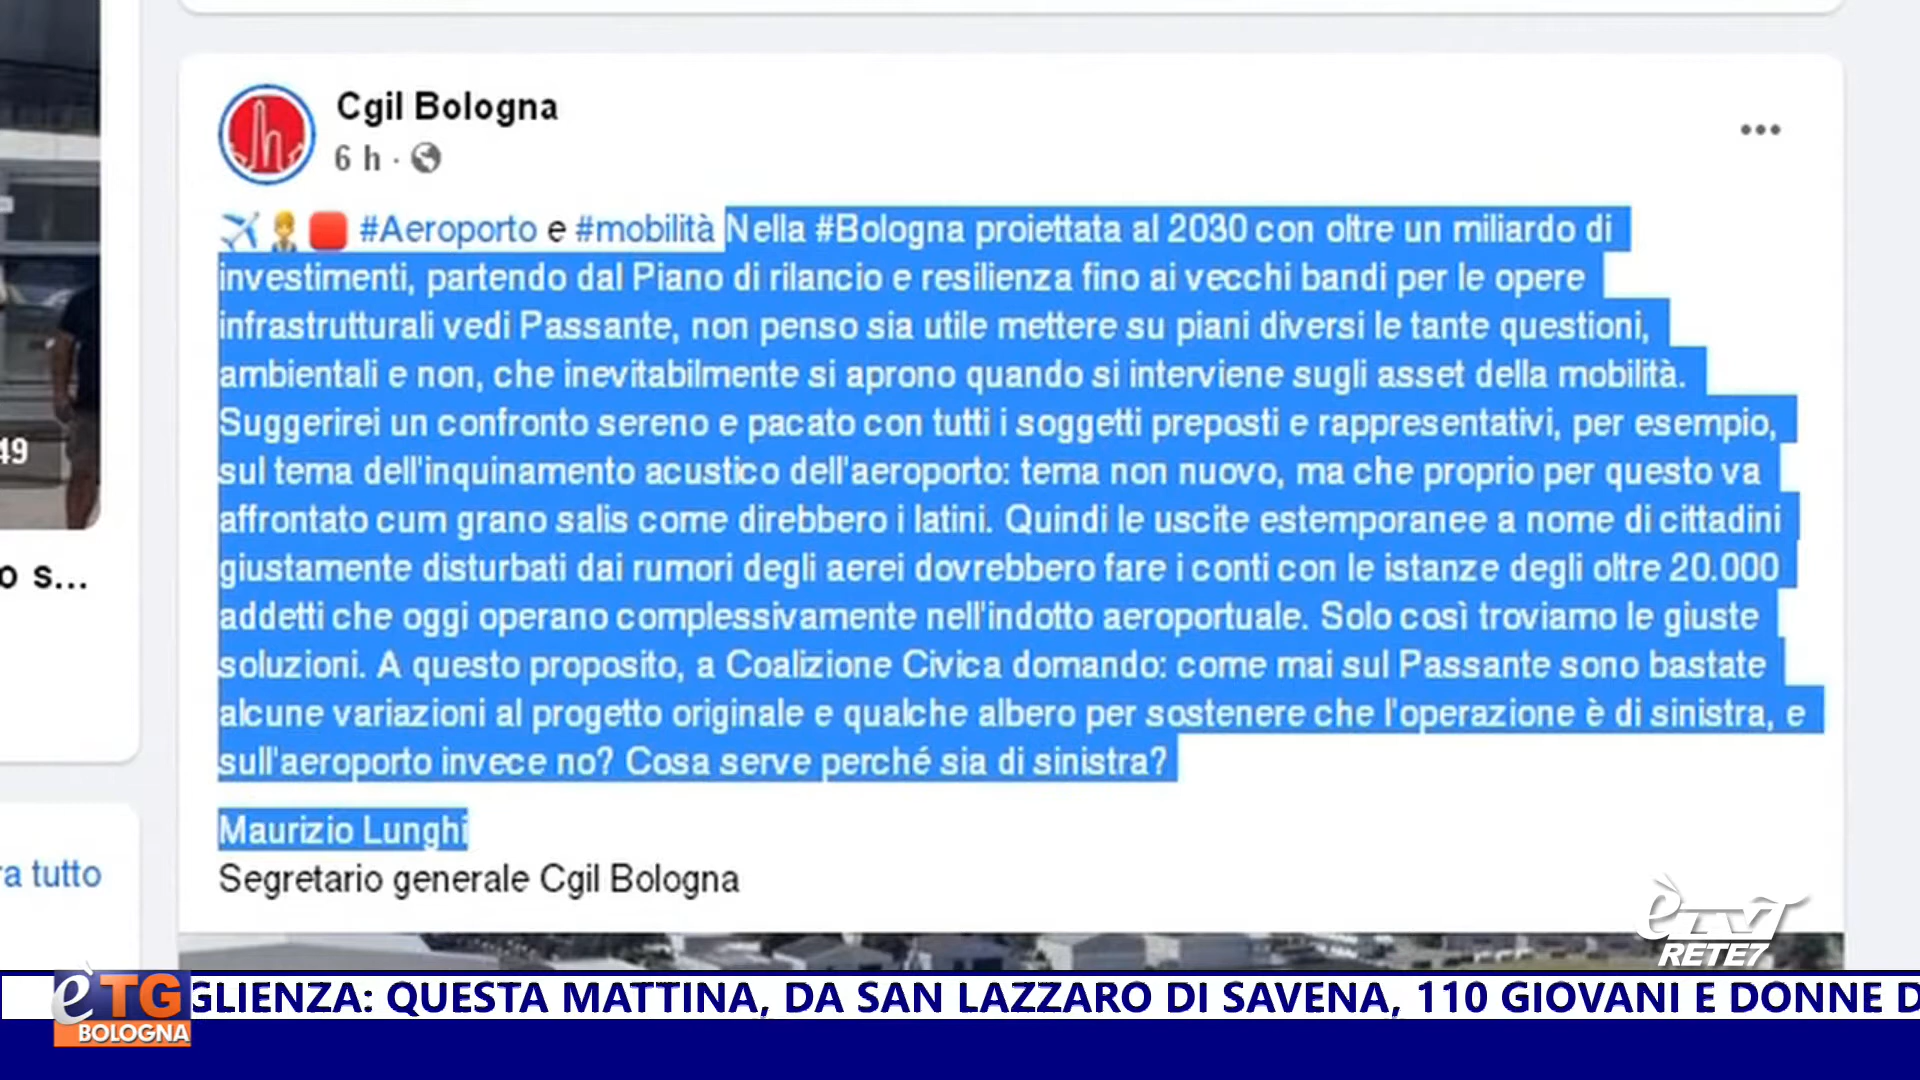 Cgil Bologna
6 h ·
#Aeroporto e #mobilità Nella #Bologna proiettata al 2030 con oltre un miliardo di
investimenti, partendo dal Piano di rilancio e resilienza fino ai vecchi bandi per le opere
infrastrutturali vedi Passante, non penso sia utile mettere su piani diversi le tante questioni,
ambientali e non, che inevitabilmente si aprono quando si interviene sugli asset della mobilità.
Suggerirei un confronto sereno e pacato con tutti i soggetti preposti e rappresentativi, per esempio,
sul tema dell'inquinamento acustico dell'aeroporto: tema non nuovo, ma che proprio per questo va
affrontato cum grano salis come direbbero i latini. Quindi le uscite estemporanee a nome di cittadini
giustamente disturbati dai rumori degli aerei dovrebbero fare i conti con le istanze degli oltre 20.000
addetti che oggi operano complessivamente nell'indotto aeroportuale. Solo così troviamo le giuste
soluzioni. A questo proposito, a Coalizione Civica domando: come mai sul Passante sono bastate
alcune variazioni al progetto originale e qualche albero per sostenere che l'operazione è di sinistra, e
sull'aeroporto invece no? Cosa serve perché sia di sinistra?
Maurizio Lunghi
Segretario generale Cgil Bologna
49
o s...
ra tutto
è LTV
RETE7
è TG
BOLOGNA
GLIENZA: QUESTA MATTINA, DA SAN LAZZARO DI SAVENA, 110 GIOVANI E DONNE D